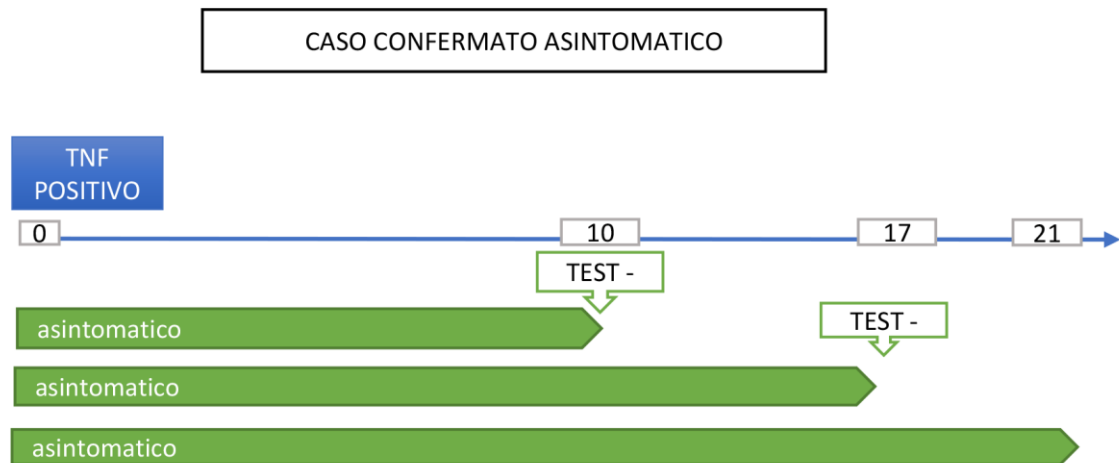 CASO CONFERMATO ASINTOMATICO
TNF
POSITIVO
0
10
17
21
TEST -
asintomatico
TEST -
asintomatico
asintomatico